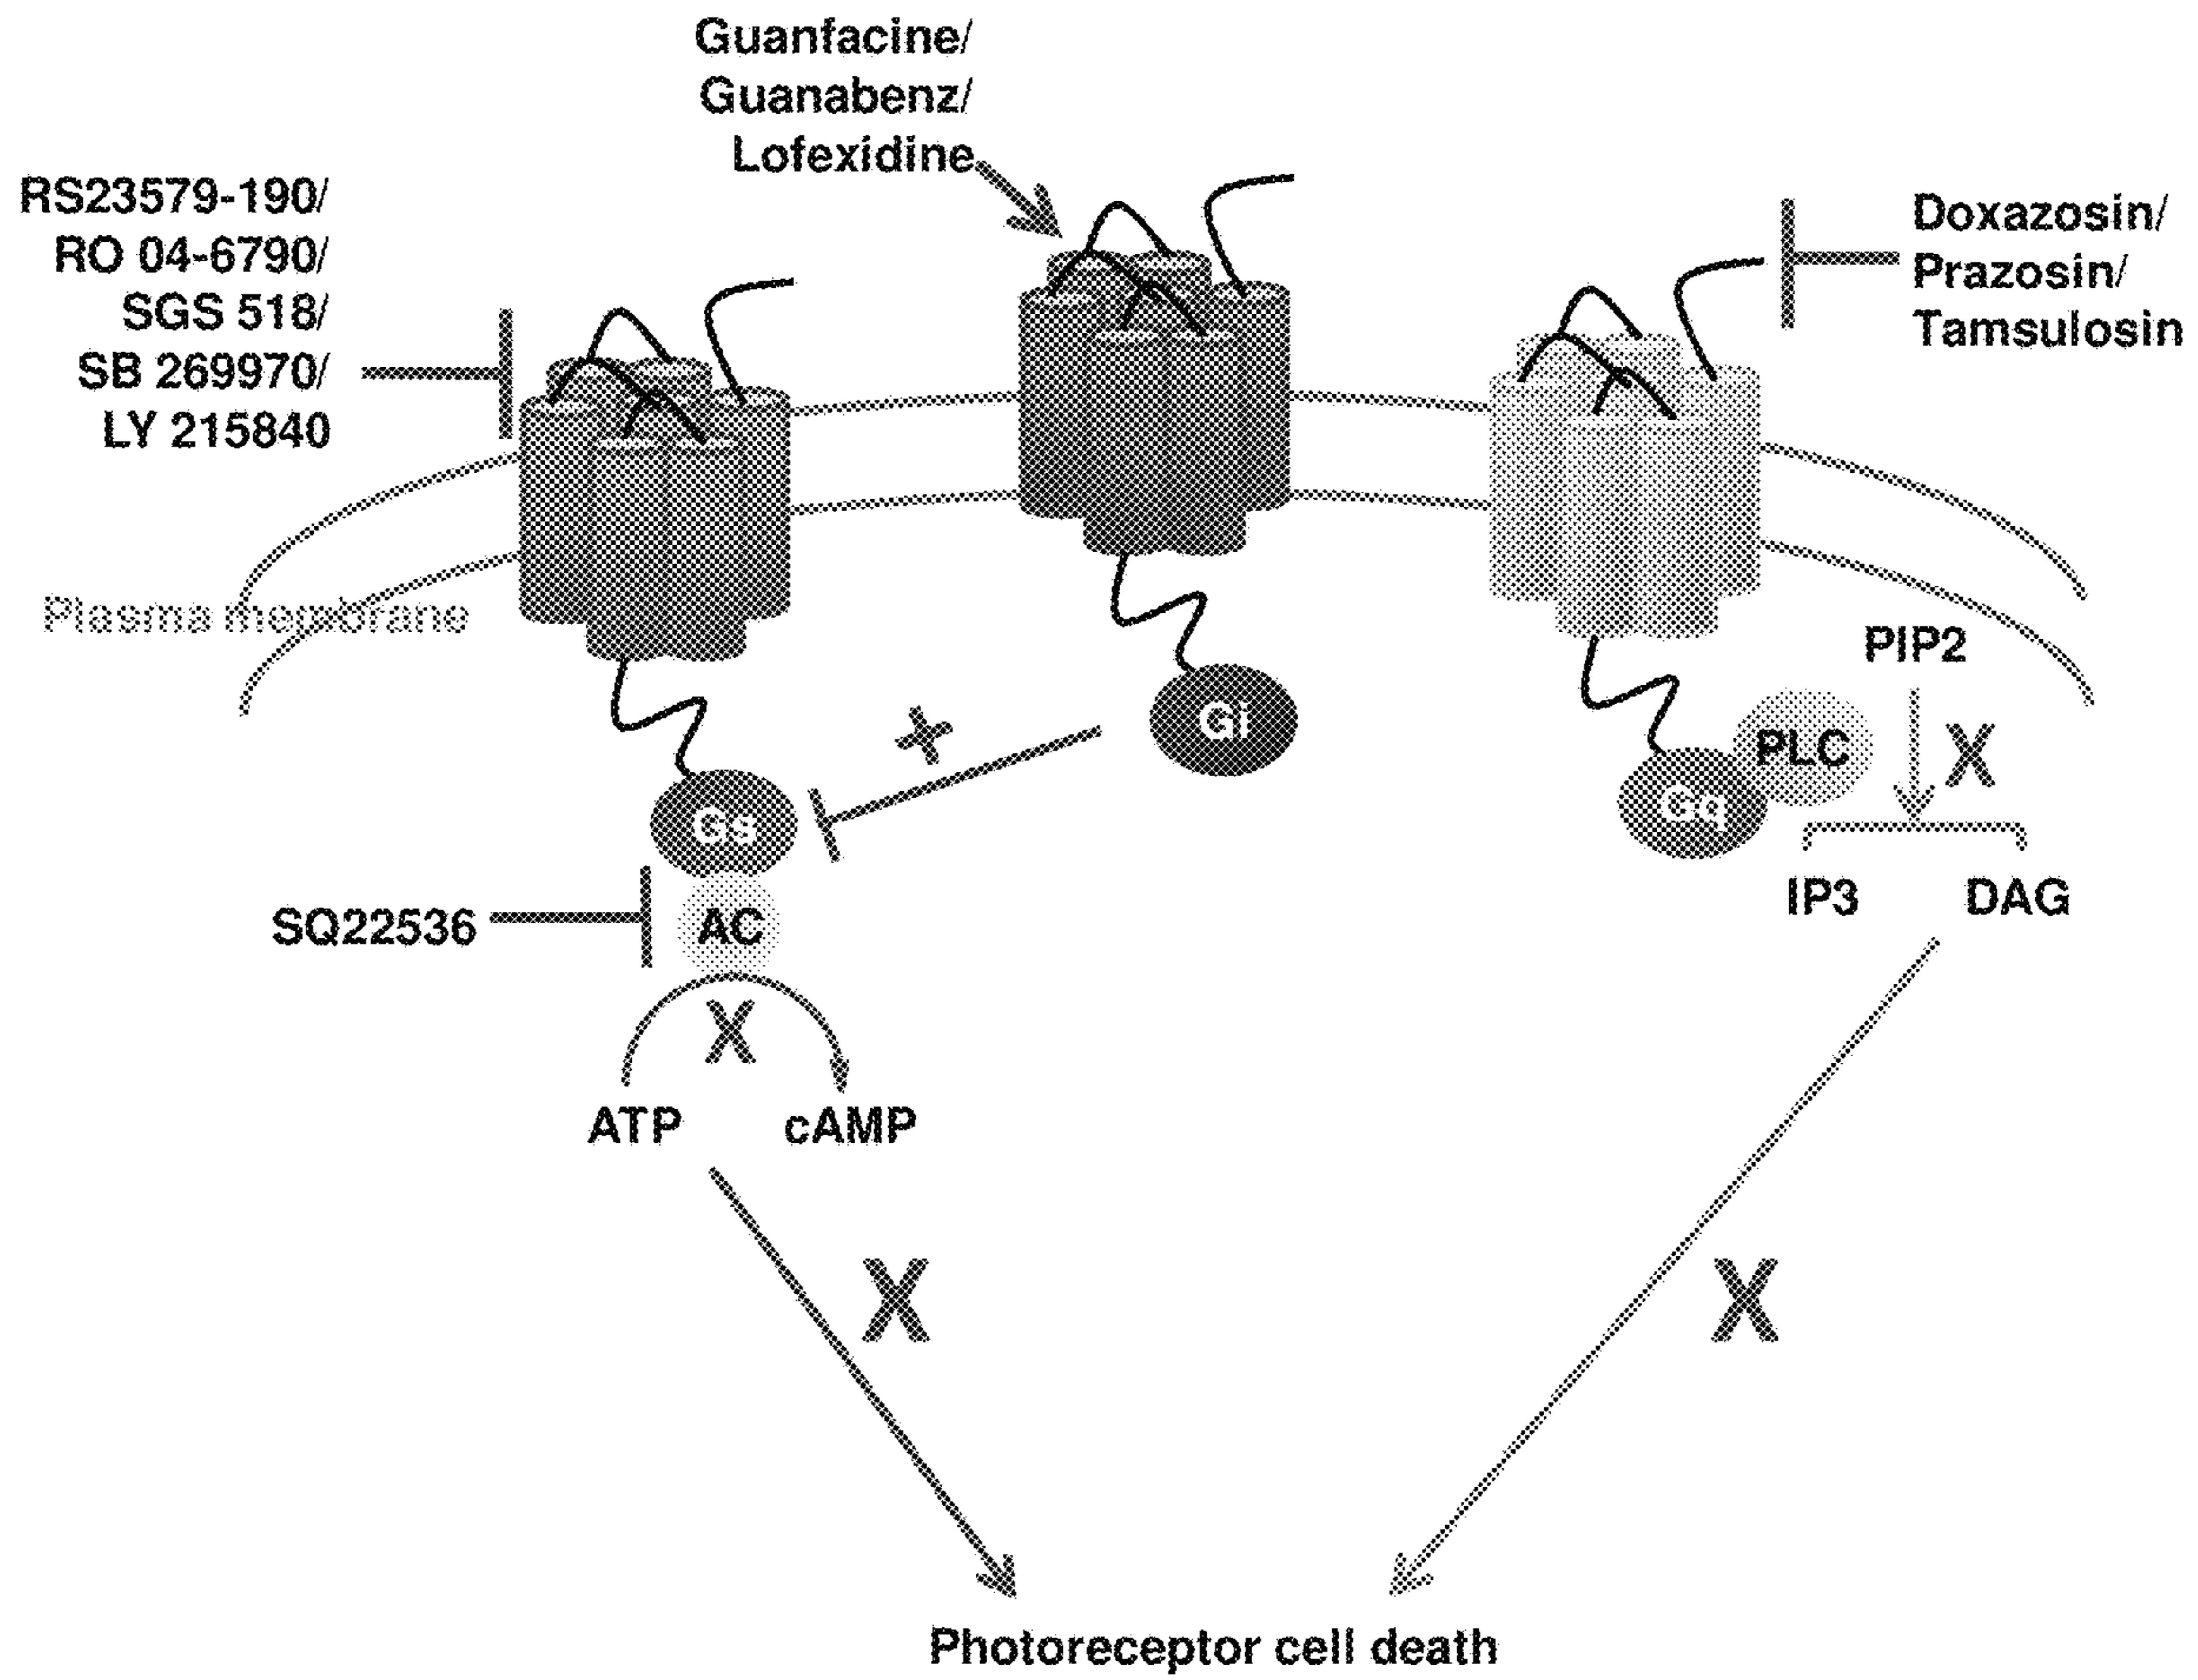 Guanfacine/
Guanabenz/
Lofexidine
RS23579-190/
RO 04-6790/
SGS 518/
SB 269970/
LY 215840
Doxazosin/
Prazosin/
Tamsulosin
Plasma membrane
PIP2
Gi
+
PLC
X
Gq
Gs
IP3
DAG
SQ22536
AC
X
ATP
cAMP
X
X
Photoreceptor cell death